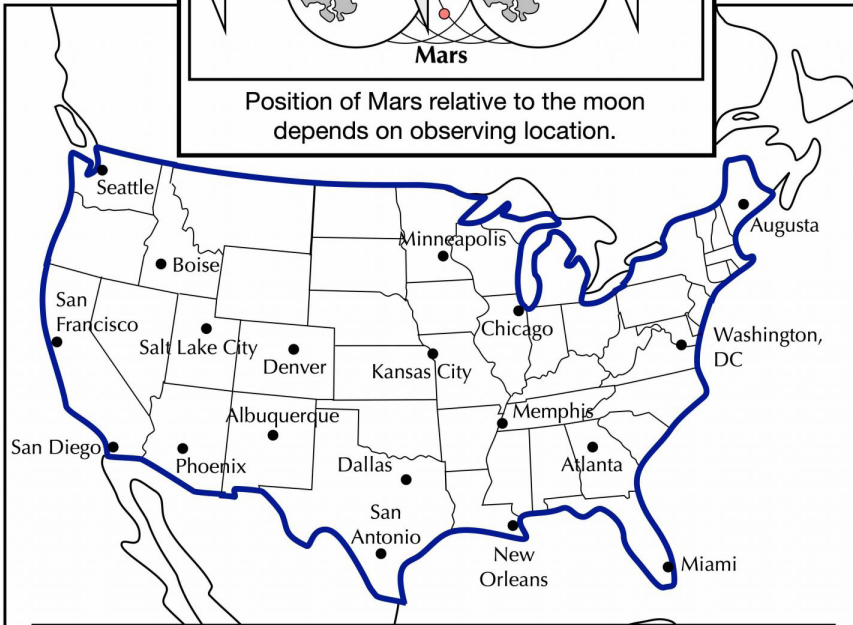 Mars
Position of Mars relative to the moon
depends on observing location.
Seattle
Augusta
Minneapolis
Boise
San
Francisco
Chicago
Washington,
DC
Salt Lake City
Denver
Kansas City
Albuquerque
Memphis
San Diego
Phoenix
Dallas
Atlanta
San
Antonio
New
Orleans
Miami